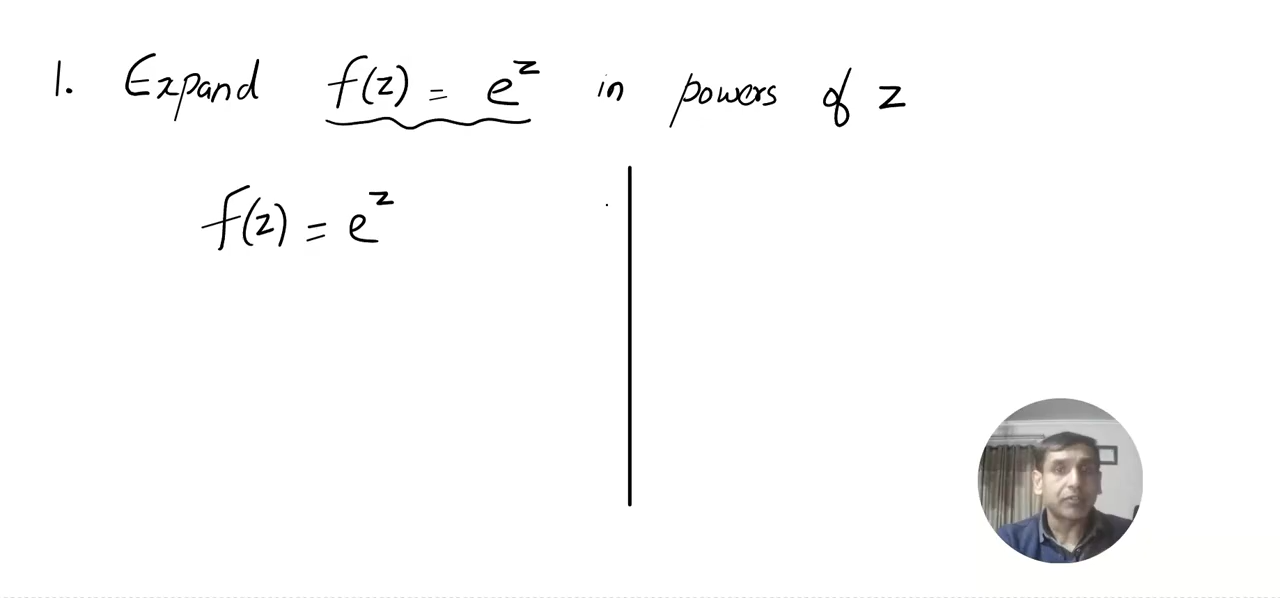 1. Expand f(z) = e^z in powers of z
f(z) = e^z